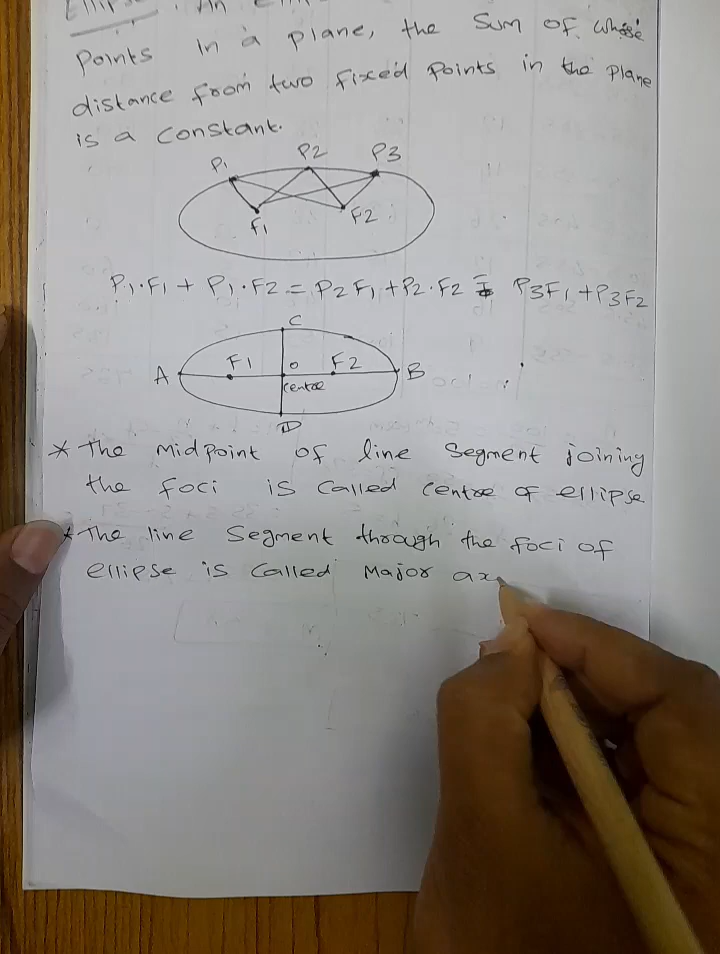 Ellipse : An
Points in a plane, the sum of whose
distance from two fixed points in the plane
is a constant.
P1 P2 P3
F1 F2
P1.F1 + P1.F2 = P2F1 + P2.F2 = P3F1 + P3F2
C
A F1 O F2 B
centre
D
* The midpoint of line segment joining
the foci is called centre of ellipse
* The line segment through the foci of
ellipse is called Major ax